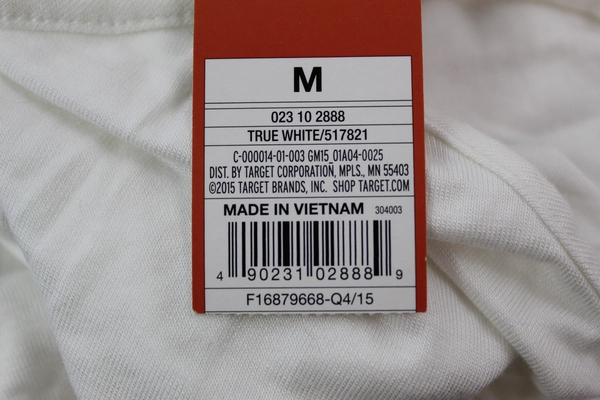 M
023 10 2888
TRUE WHITE/517821
C-000014-01-003 GM15_01A04-0025
DIST. BY TARGET CORPORATION, MPLS., MN 55403
©2015 TARGET BRANDS, INC. SHOP TARGET.COM
MADE IN VIETNAM 304003
4 90231 02888 9
F16879668-Q4/15